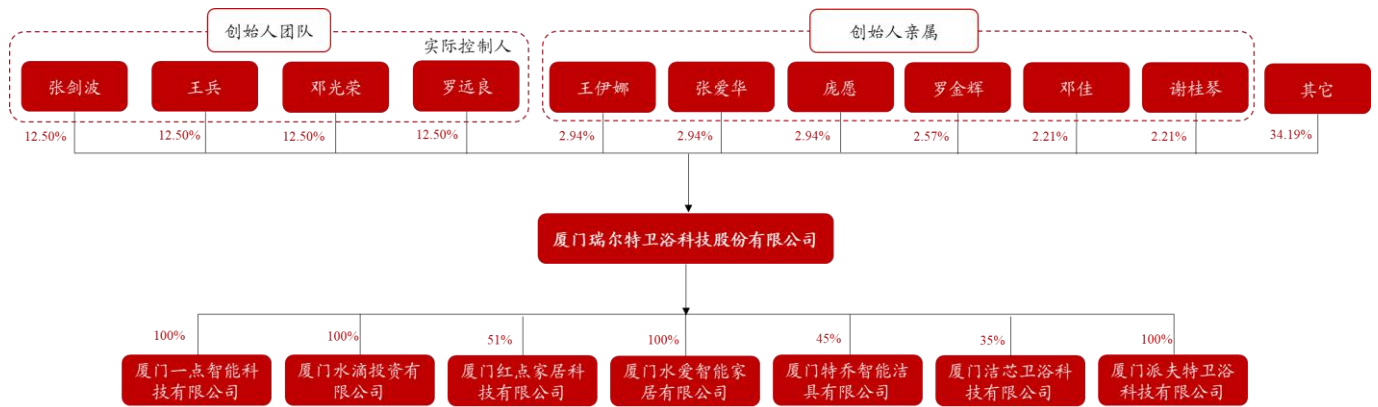 创始人团队
创始人亲属
实际控制人
张剑波
王兵
邓光荣
罗远良
王伊娜
张爱华
庞愿
罗金辉
邓佳
谢桂琴
其它
12.50%
12.50%
12.50%
12.50%
2.94%
2.94%
2.94%
2.57%
2.21%
2.21%
34.19%
厦门瑞尔特卫浴科技股份有限公司
100%
100%
51%
100%
45%
35%
100%
厦门一点智能科
技有限公司
厦门水滴投资有
限公司
厦门红点家居科
技有限公司
厦门水爱智能家
居有限公司
厦门特乔智能洁
具有限公司
厦门洁芯卫浴科
技有限公司
厦门派夫特卫浴
科技有限公司